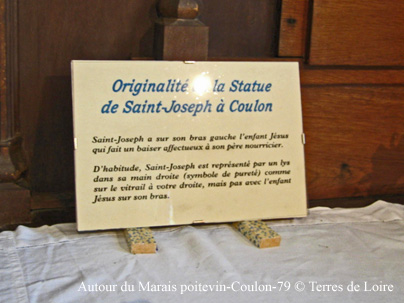 Originalité la Statue
de Saint-Joseph à Coulon
Saint-Joseph a sur son bras gauche l'enfant Jésus
qui fait un baiser affectueux à son père nourricier.
D'habitude, Saint-Joseph est représenté par un lys
dans sa main droite (symbole de pureté) comme
sur le vitrail à votre droite, mais pas avec l'enfant
Jésus sur son bras.
Autour du Marais poitevin-Coulon-79 © Terres de Loire